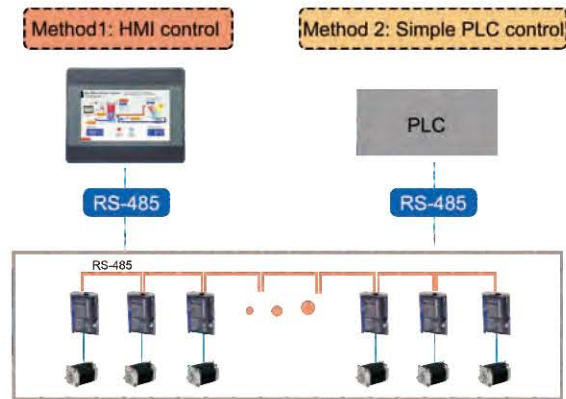 Method1: HMI control
Method 2: Simple PLC control
PLC
RS-485
RS-485
RS-485